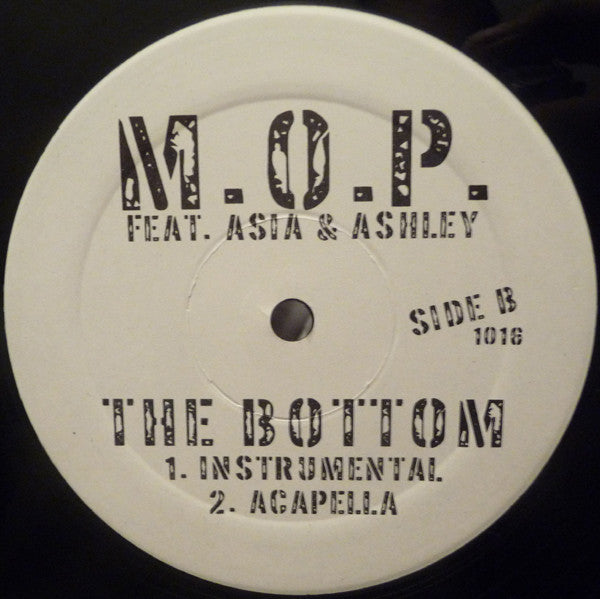 M.O.P.
FEAT. ASIA & ASHLEY
SIDE B
1016
THE BOTTOM
1. INSTRUMENTAL
2. ACAPELLA